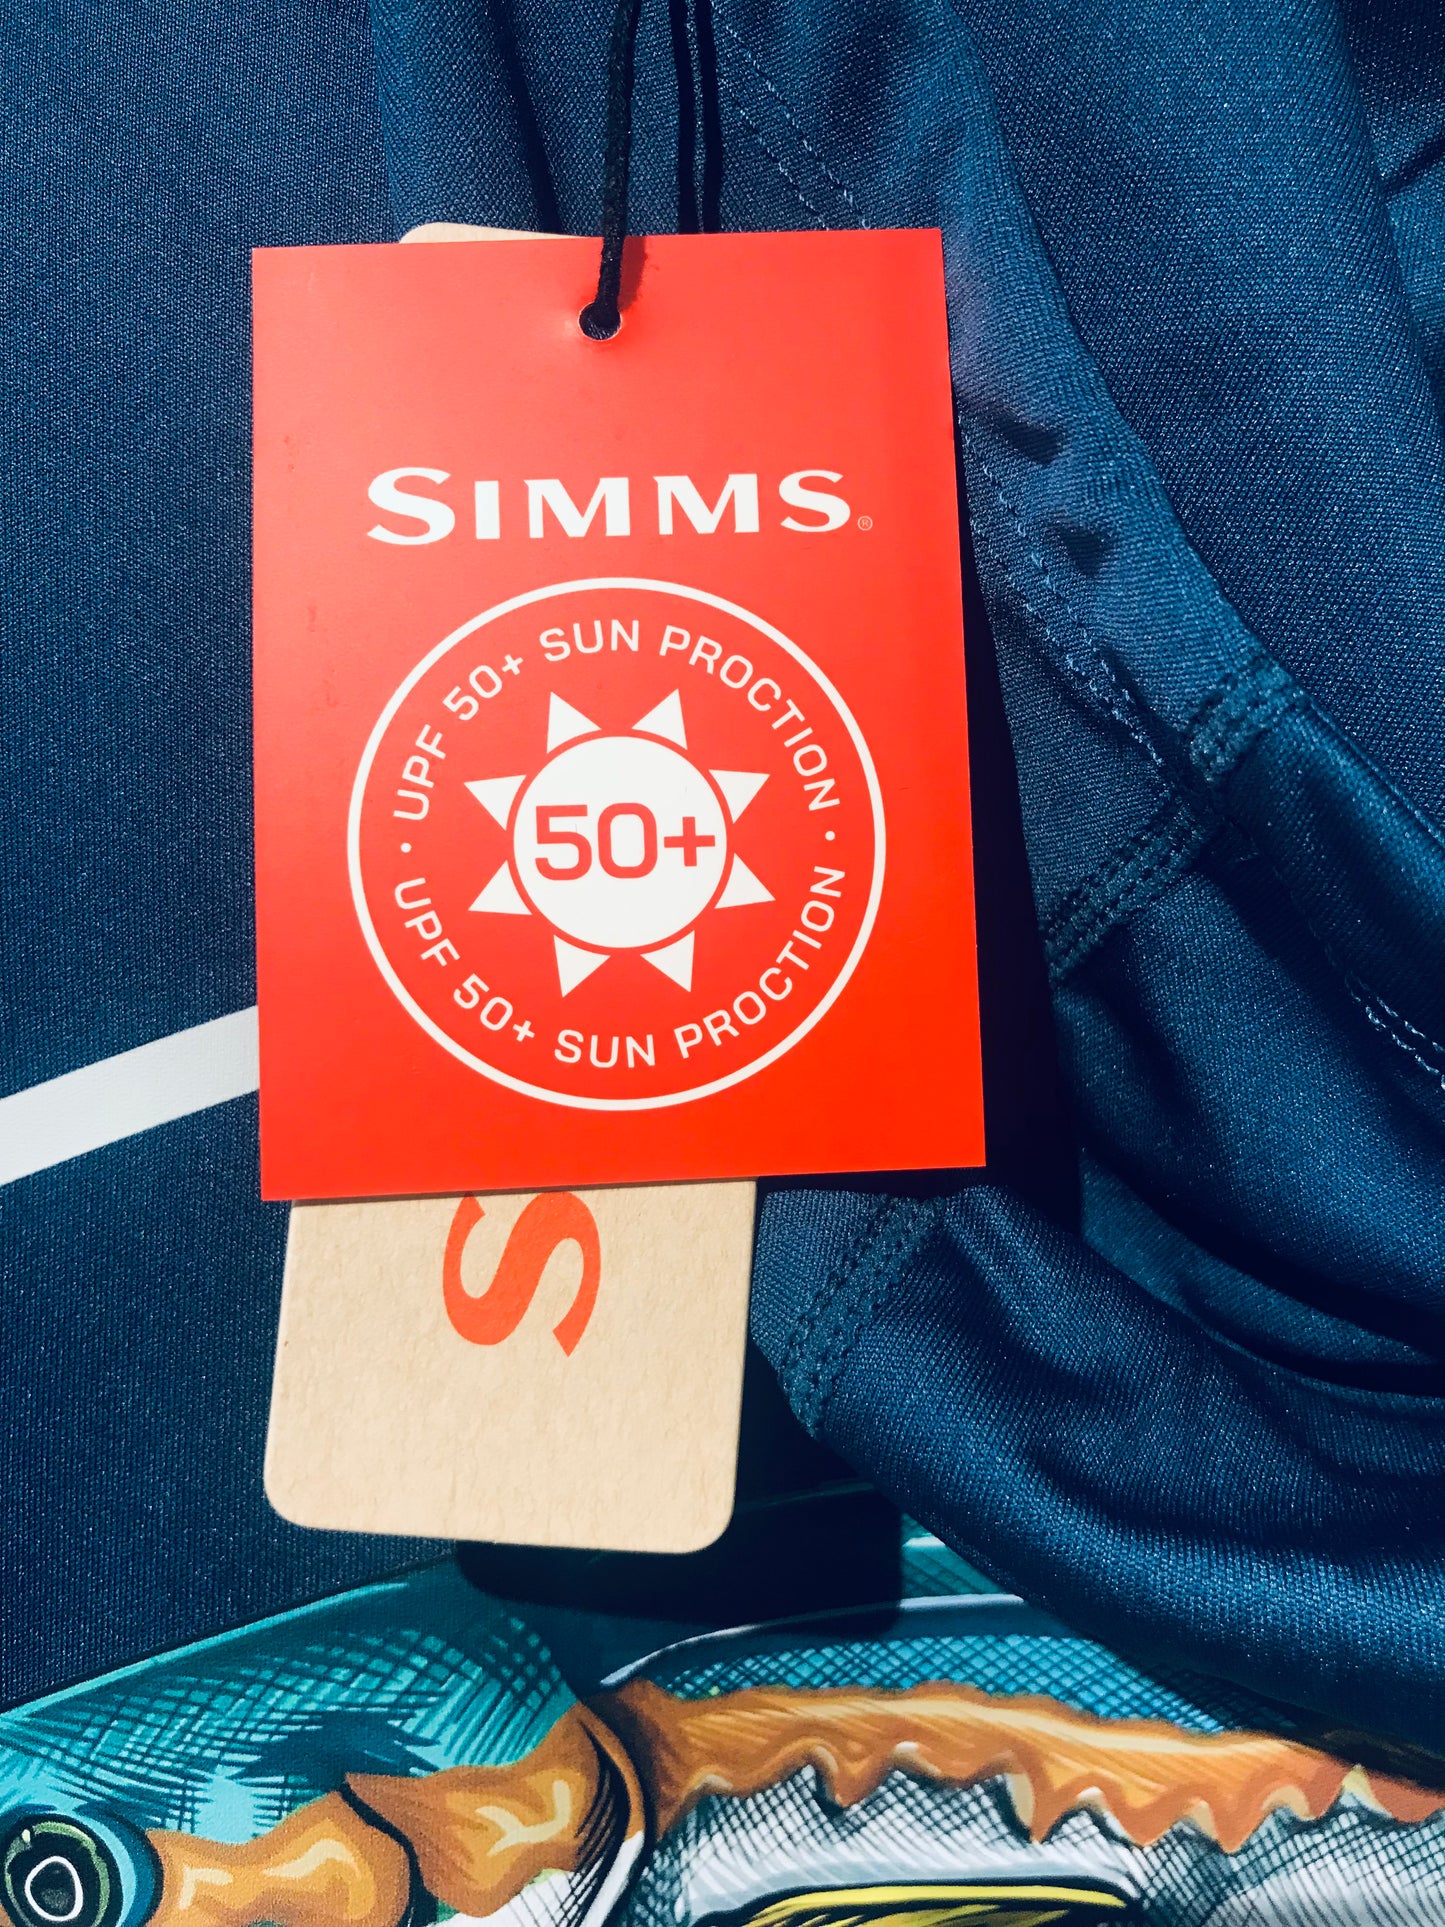 SIMMS®
· UPF 50+ SUN PROCTION ·
50+
UPF 50+ SUN PROCTION
S